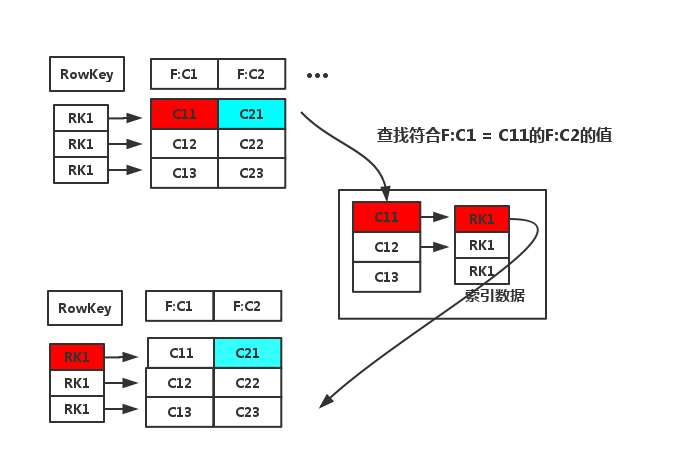 RowKey F:C1 F:C2 •••
RK1 C11 C21
RK1 C12 C22
RK1 C13 C23
查找符合F:C1 = C11的F:C2的值
C11 RK1
C12 RK1
C13 RK1
索引数据
RowKey F:C1 F:C2
RK1 C11 C21
RK1 C12 C22
RK1 C13 C23